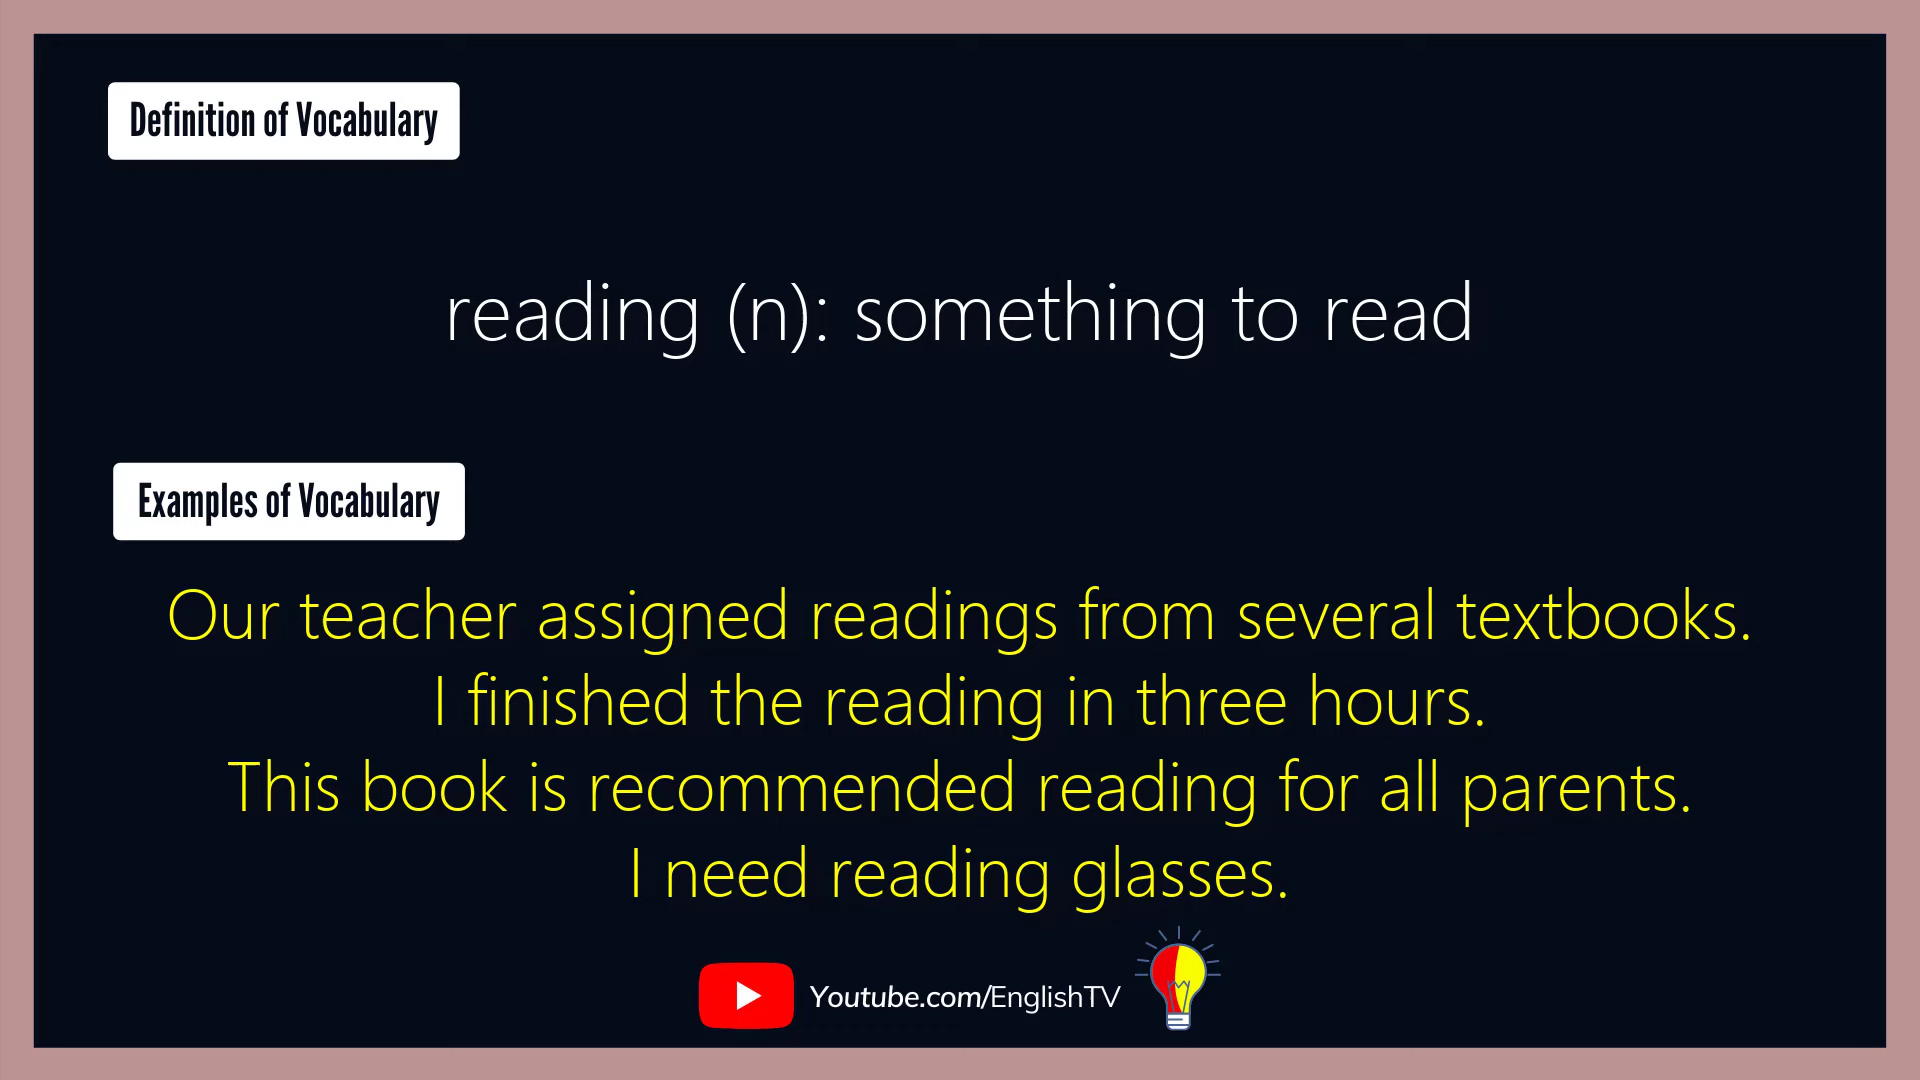 Definition of Vocabulary
reading (n): something to read
Examples of Vocabulary
Our teacher assigned readings from several textbooks.
I finished the reading in three hours.
This book is recommended reading for all parents.
I need reading glasses.
Youtube.com/EnglishTV